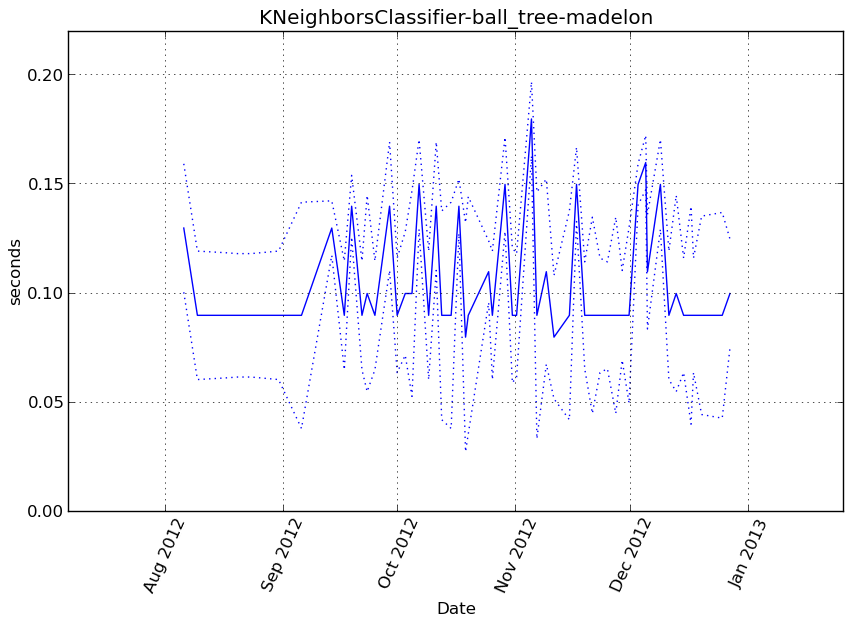 KNeighborsClassifier-ball_tree-madelon
0.20
0.15
0.10
0.05
0.00
seconds
Aug 2012
Sep 2012
Oct 2012
Nov 2012
Dec 2012
Jan 2013
Date